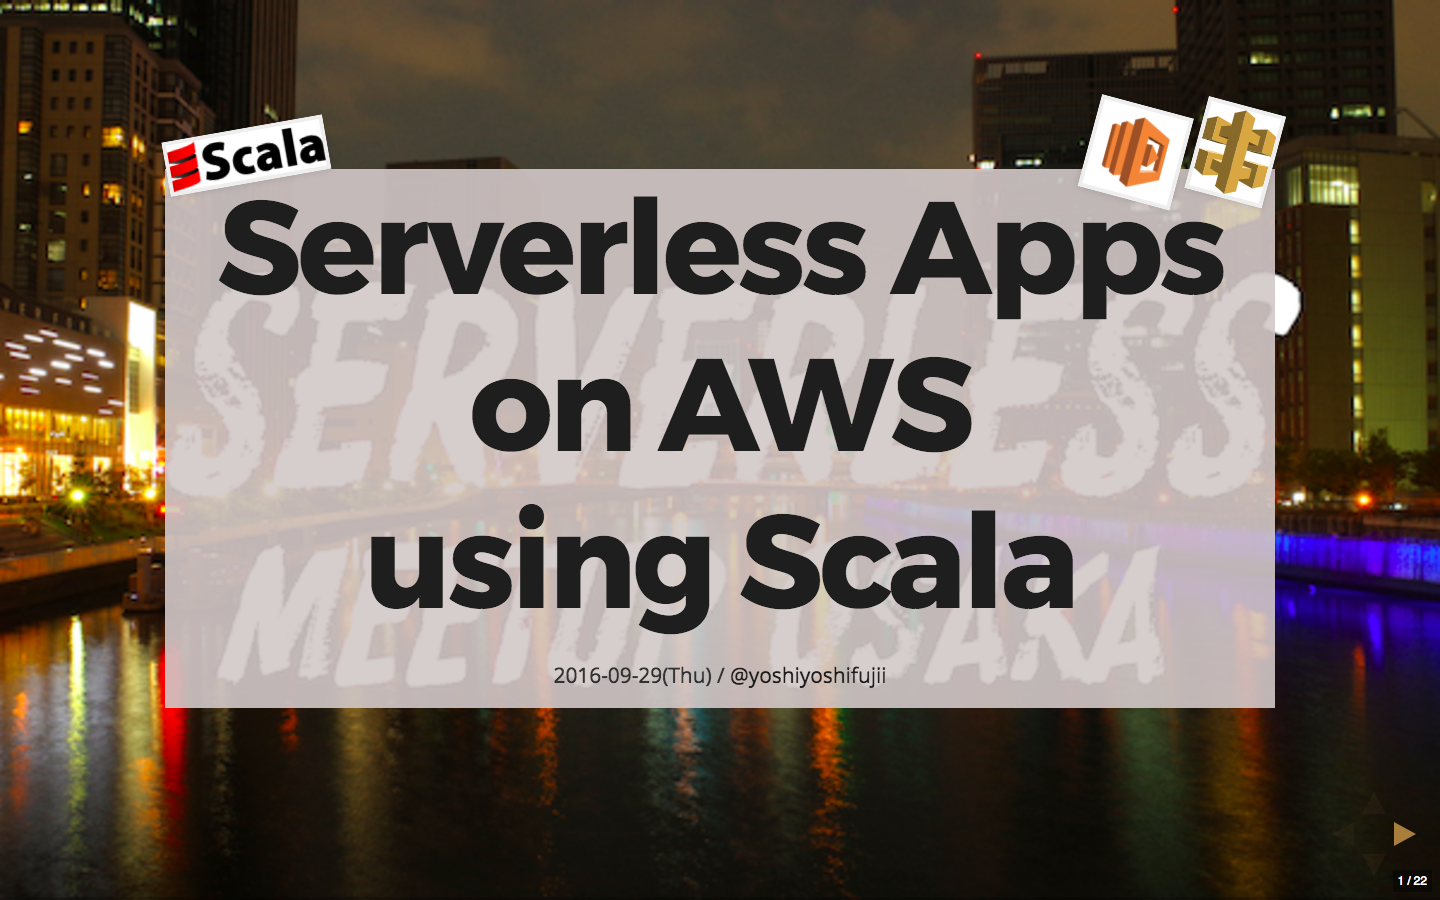 Scala
Serverless Apps
on AWS
using Scala
SERVERLESS
MEETUP OSAKA
2016-09-29(Thu) / @yoshiyoshifujii
1 / 22